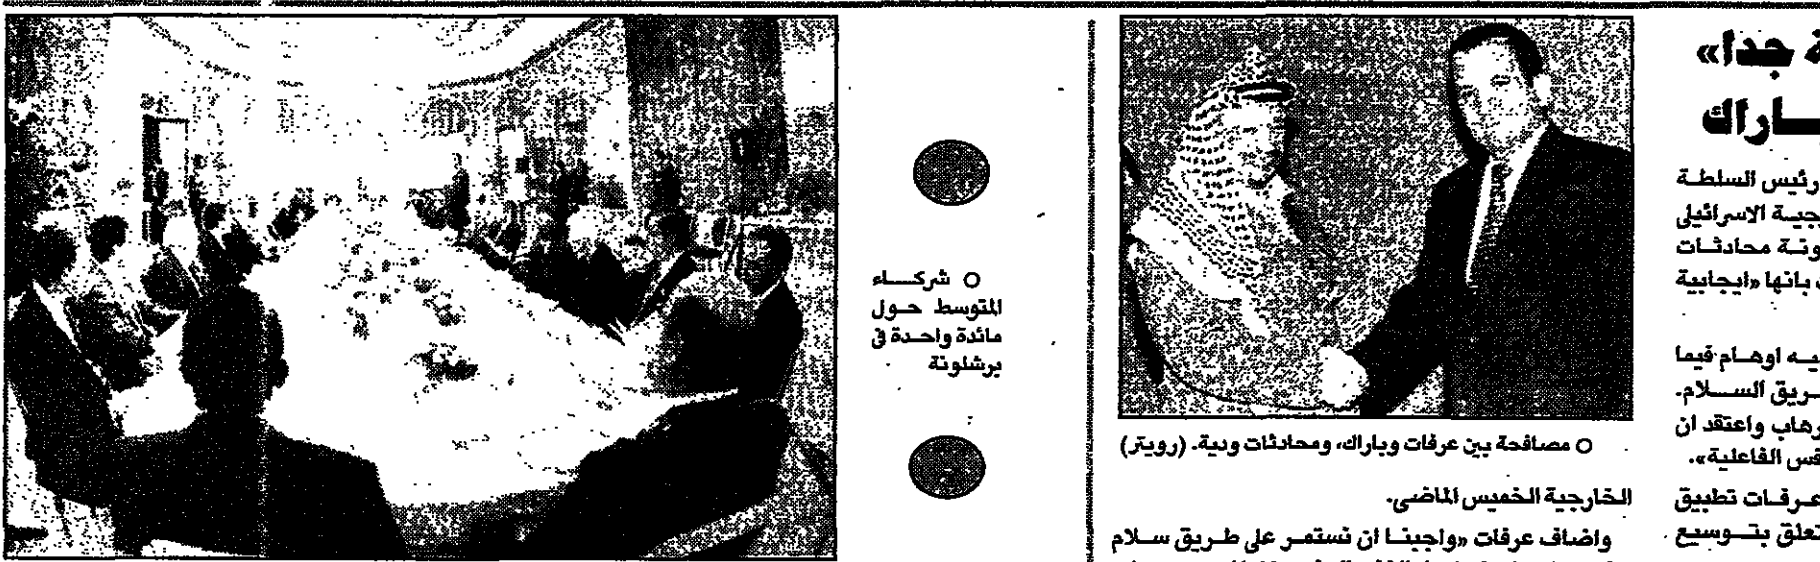 ة جدا»
ـاراك
رئيس السلطة
جية الاسرائيلي
ونة محادثات
بانها «ايجابية
يه اوهام فيما
ريق السلام.
رهاب واعتقد ان
فس الفاعلية».
عرفات تطبيق
تعلق بتوسيع
○ مصافحة بين عرفات وباراك، ومحادثات ودية. (رويتر)
الخارجية الخميس الماضي.
واضاف عرفات «واجبنا ان نستمر على طريق سلام
○ شركاء
المتوسط حول
مائدة واحدة في
برشلونة